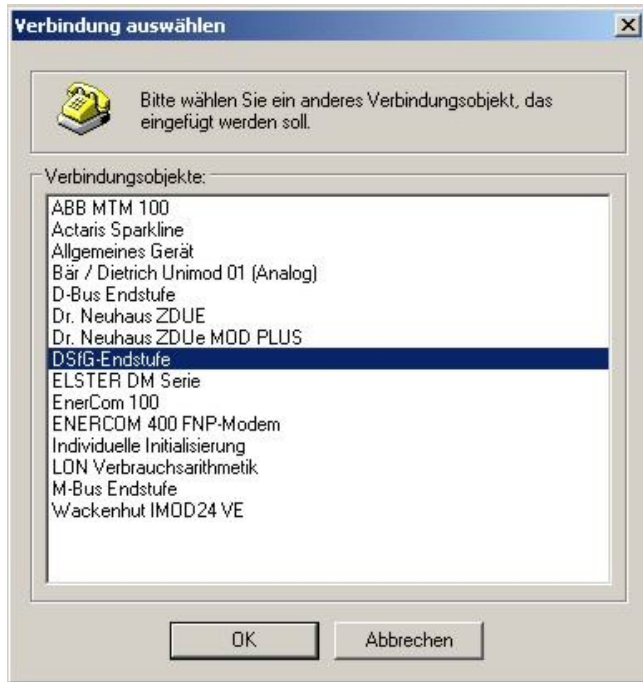 Verbindung auswählen
Bitte wählen Sie ein anderes Verbindungsobjekt, das
eingefügt werden soll.
Verbindungsobjekte:
ABB MTM 100
Actaris Sparkline
Allgemeines Gerät
Bär / Dietrich Unimod 01 (Analog)
D-Bus Endstufe
Dr. Neuhaus ZDUE
Dr. Neuhaus ZDUe MOD PLUS
DSfG-Endstufe
ELSTER DM Serie
EnerCom 100
ENERCOM 400 FNP-Modem
Individuelle Initialisierung
LON Verbrauchsarithmetik
M-Bus Endstufe
Wackenhut IMOD24 VE
OK
Abbrechen